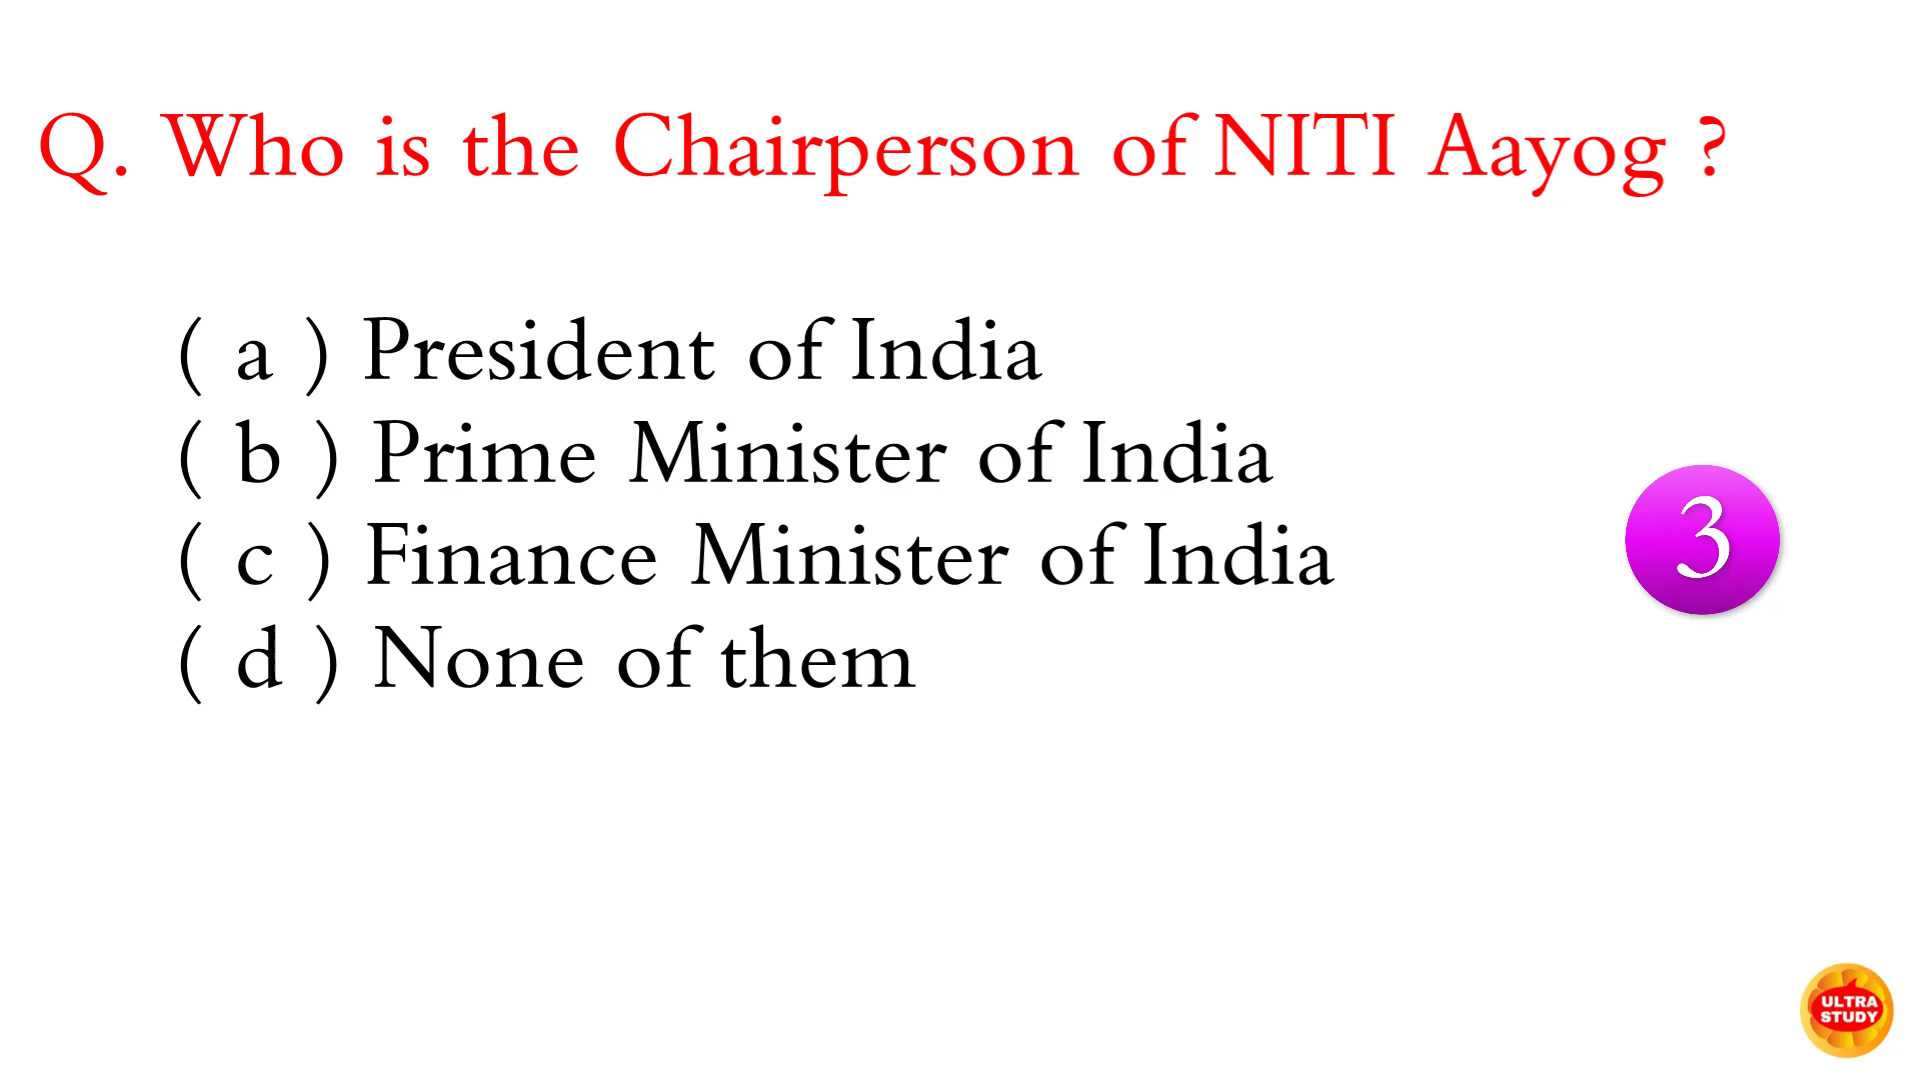 Q. Who is the Chairperson of NITI Aayog ?
( a ) President of India
( b ) Prime Minister of India
( c ) Finance Minister of India
( d ) None of them
3
ULTRA
STUDY